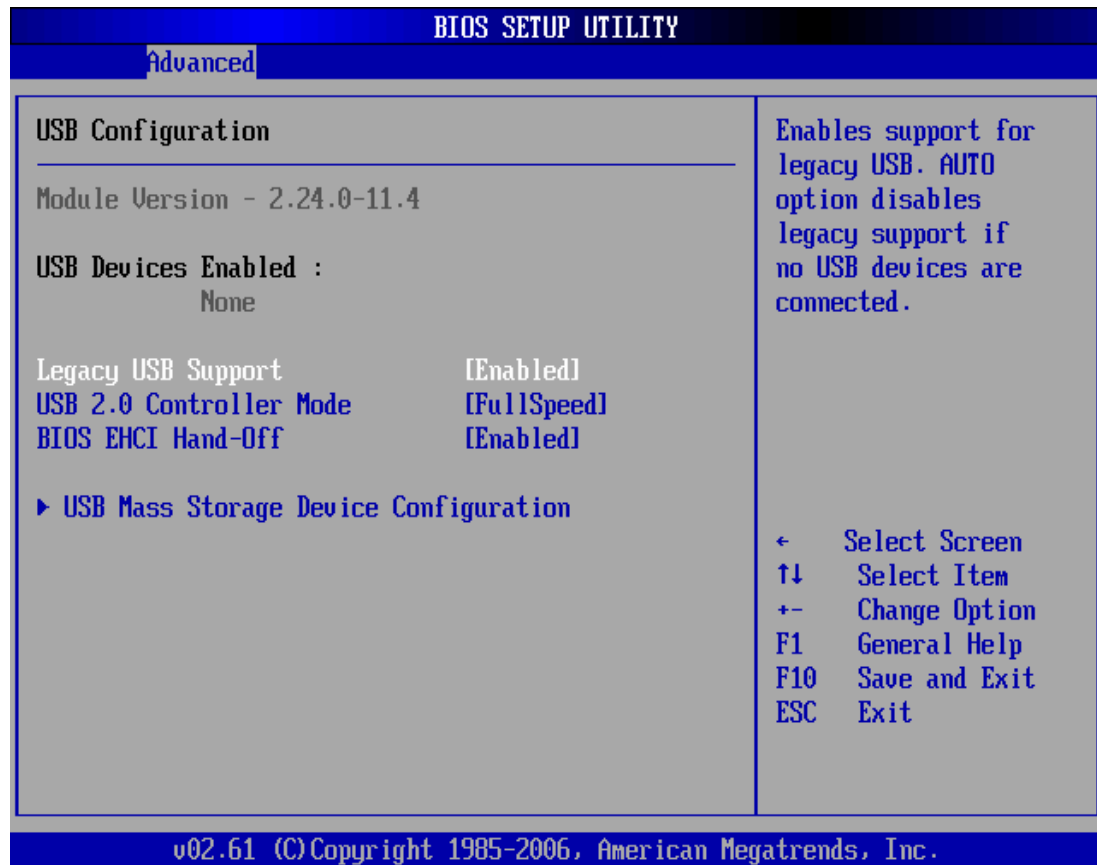 BIOS SETUP UTILITY
Advanced
USB Configuration
Module Version - 2.24.0-11.4
USB Devices Enabled :
None
Legacy USB Support [Enabled]
USB 2.0 Controller Mode [FullSpeed]
BIOS EHCI Hand-Off [Enabled]
▶ USB Mass Storage Device Configuration
Enables support for
legacy USB. AUTO
option disables
legacy support if
no USB devices are
connected.
← Select Screen
↑↓ Select Item
+- Change Option
F1 General Help
F10 Save and Exit
ESC Exit
v02.61 (C)Copyright 1985-2006, American Megatrends, Inc.